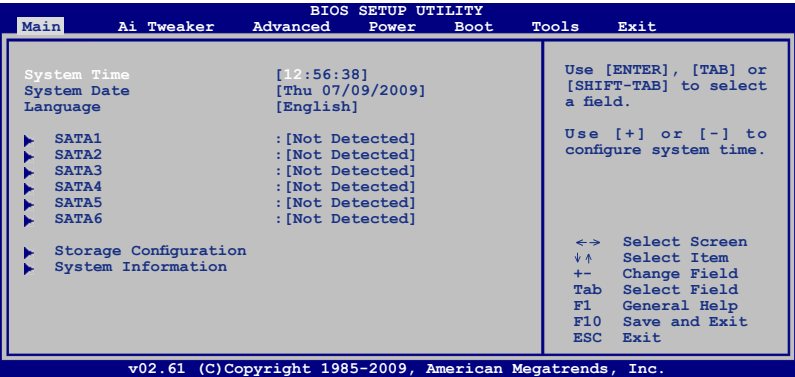 BIOS SETUP UTILITY
Main Ai Tweaker Advanced Power Boot Tools Exit
System Time [12:56:38]
System Date [Thu 07/09/2009]
Language [English]
SATA1 :[Not Detected]
SATA2 :[Not Detected]
SATA3 :[Not Detected]
SATA4 :[Not Detected]
SATA5 :[Not Detected]
SATA6 :[Not Detected]
Storage Configuration
System Information
Use [ENTER], [TAB] or
[SHIFT-TAB] to select
a field.
Use [+] or [-] to
configure system time.
←→ Select Screen
↓↑ Select Item
+- Change Field
Tab Select Field
F1 General Help
F10 Save and Exit
ESC Exit
v02.61 (C)Copyright 1985-2009, American Megatrends, Inc.